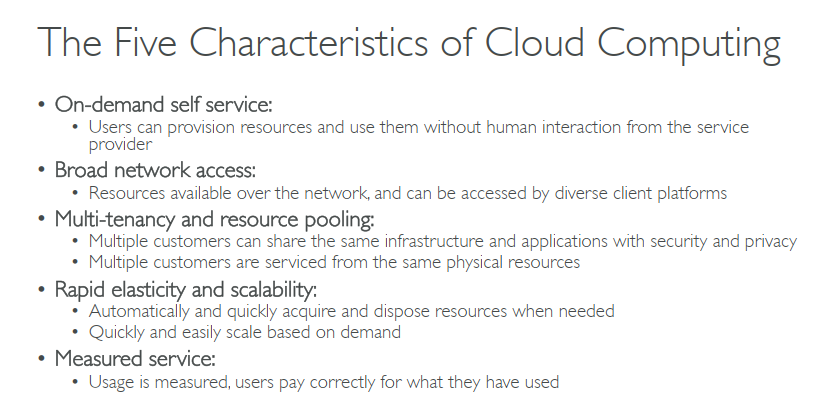 The Five Characteristics of Cloud Computing
• On-demand self service:
• Users can provision resources and use them without human interaction from the service
provider
• Broad network access:
• Resources available over the network, and can be accessed by diverse client platforms
• Multi-tenancy and resource pooling:
• Multiple customers can share the same infrastructure and applications with security and privacy
• Multiple customers are serviced from the same physical resources
• Rapid elasticity and scalability:
• Automatically and quickly acquire and dispose resources when needed
• Quickly and easily scale based on demand
• Measured service:
• Usage is measured, users pay correctly for what they have used